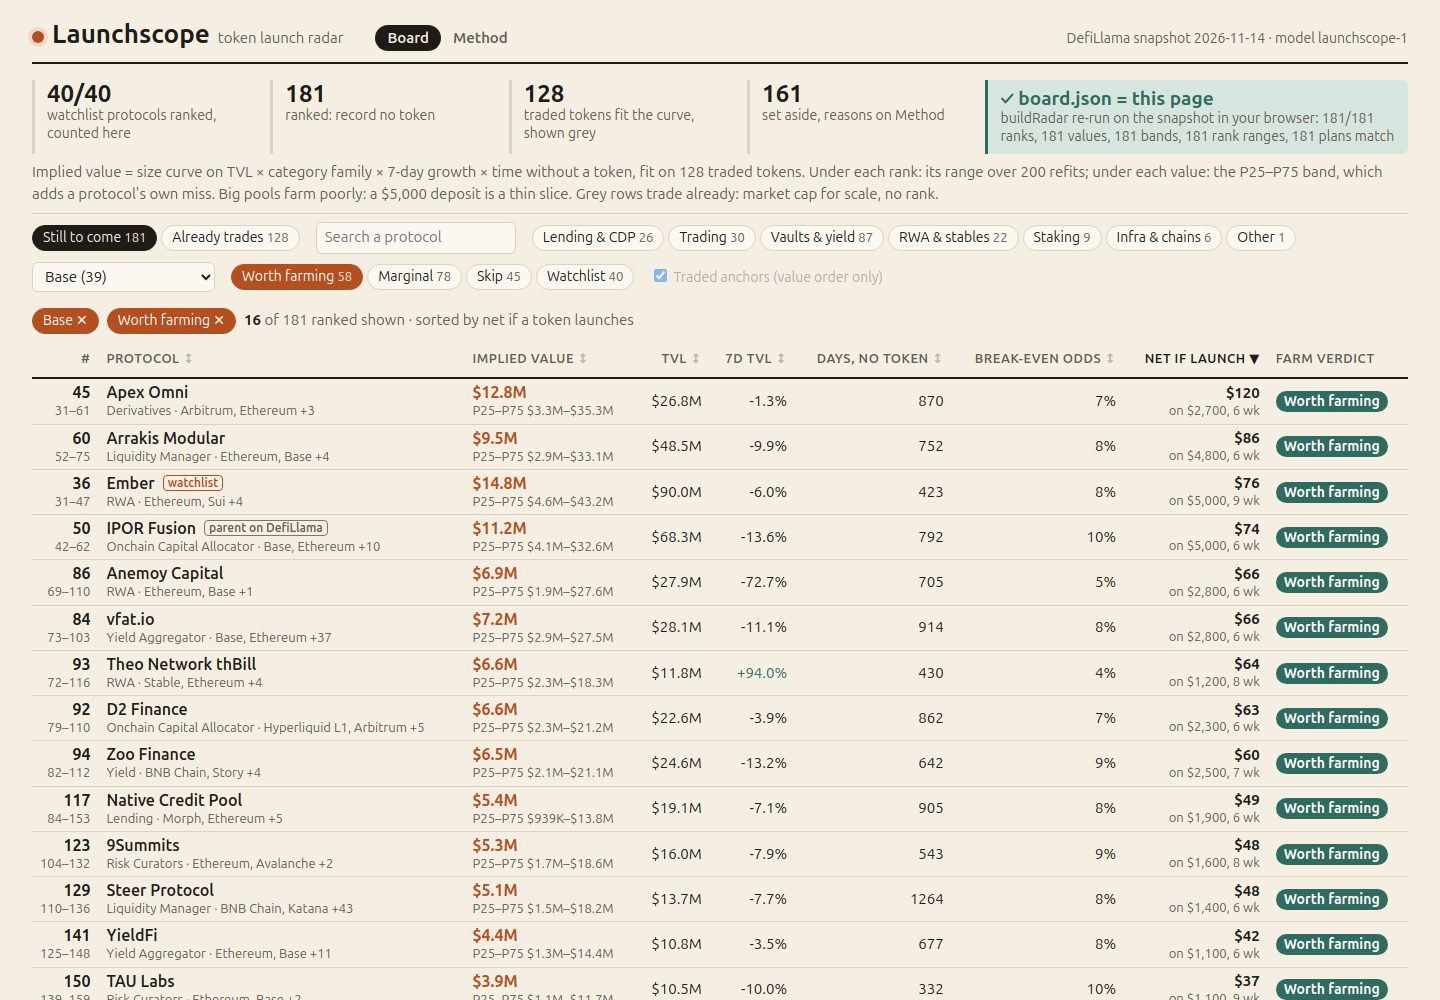 Launchscope token launch radar Board Method DefiLlama snapshot 2026-11-14 · model launchscope-1
40/40
watchlist protocols ranked,
counted here
181
ranked: record no token
128
traded tokens fit the curve,
shown grey
161
set aside, reasons on Method
✓ board.json = this page
buildRadar re-run on the snapshot in your browser: 181/181
ranks, 181 values, 181 bands, 181 rank ranges, 181 plans match
Implied value = size curve on TVL × category family × 7-day growth × time without a token, fit on 128 traded tokens. Under each rank: its range over 200 refits; under each value: the P25–P75 band, which
adds a protocol's own miss. Big pools farm poorly: a $5,000 deposit is a thin slice. Grey rows trade already: market cap for scale, no rank.
Still to come 181 Already trades 128 Search a protocol Lending & CDP 26 Trading 30 Vaults & yield 87 RWA & stables 22 Staking 9 Infra & chains 6 Other 1
Base (39) Worth farming 58 Marginal 78 Skip 45 Watchlist 40 Traded anchors (value order only)
Base ✕ Worth farming ✕ 16 of 181 ranked shown · sorted by net if a token launches
# PROTOCOL ↕ IMPLIED VALUE ↕ TVL ↕ 7D TVL ↕ DAYS, NO TOKEN ↕ BREAK-EVEN ODDS ↕ NET IF LAUNCH ▼ FARM VERDICT
45 Apex Omni $12.8M $26.8M -1.3% 870 7% $120 Worth farming
31–61 Derivatives · Arbitrum, Ethereum +3 P25–P75 $3.3M–$35.3M on $2,700, 6 wk
60 Arrakis Modular $9.5M $48.5M -9.9% 752 8% $86 Worth farming
52–75 Liquidity Manager · Ethereum, Base +4 P25–P75 $2.9M–$33.1M on $4,800, 6 wk
36 Ember watchlist $14.8M $90.0M -6.0% 423 8% $76 Worth farming
31–47 RWA · Ethereum, Sui +4 P25–P75 $4.6M–$43.2M on $5,000, 9 wk
50 IPOR Fusion parent on DefiLlama $11.2M $68.3M -13.6% 792 10% $74 Worth farming
42–62 Onchain Capital Allocator · Base, Ethereum +10 P25–P75 $4.1M–$32.6M on $5,000, 6 wk
86 Anemoy Capital $6.9M $27.9M -72.7% 705 5% $66 Worth farming
69–110 RWA · Ethereum, Base +1 P25–P75 $1.9M–$27.6M on $2,800, 6 wk
84 vfat.io $7.2M $28.1M -11.1% 914 8% $66 Worth farming
73–103 Yield Aggregator · Base, Ethereum +37 P25–P75 $2.9M–$27.5M on $2,800, 6 wk
93 Theo Network thBill $6.6M $11.8M +94.0% 430 4% $64 Worth farming
72–116 RWA · Stable, Ethereum +4 P25–P75 $2.3M–$18.3M on $1,200, 8 wk
92 D2 Finance $6.6M $22.6M -3.9% 862 7% $63 Worth farming
79–110 Onchain Capital Allocator · Hyperliquid L1, Arbitrum +5 P25–P75 $2.3M–$21.2M on $2,300, 6 wk
94 Zoo Finance $6.5M $24.6M -13.2% 642 9% $60 Worth farming
82–112 Yield · BNB Chain, Story +4 P25–P75 $2.1M–$21.1M on $2,500, 7 wk
117 Native Credit Pool $5.4M $19.1M -7.1% 905 8% $49 Worth farming
84–153 Lending · Morph, Ethereum +5 P25–P75 $939K–$13.8M on $1,900, 6 wk
123 9Summits $5.3M $16.0M -7.9% 543 9% $48 Worth farming
104–132 Risk Curators · Ethereum, Avalanche +2 P25–P75 $1.7M–$18.6M on $1,600, 8 wk
129 Steer Protocol $5.1M $13.7M -7.7% 1264 8% $48 Worth farming
110–136 Liquidity Manager · BNB Chain, Katana +43 P25–P75 $1.5M–$18.2M on $1,400, 6 wk
141 YieldFi $4.4M $10.8M -3.5% 677 8% $42 Worth farming
125–148 Yield Aggregator · Ethereum, Base +11 P25–P75 $1.3M–$14.4M on $1,100, 6 wk
150 TAU Labs $3.9M $10.5M -10.0% 332 10% $37 Worth farming
139–159 Risk Curators · Ethereum, Base +2 P25–P75 $1.1M–$11.7M on $1,100, 9 wk